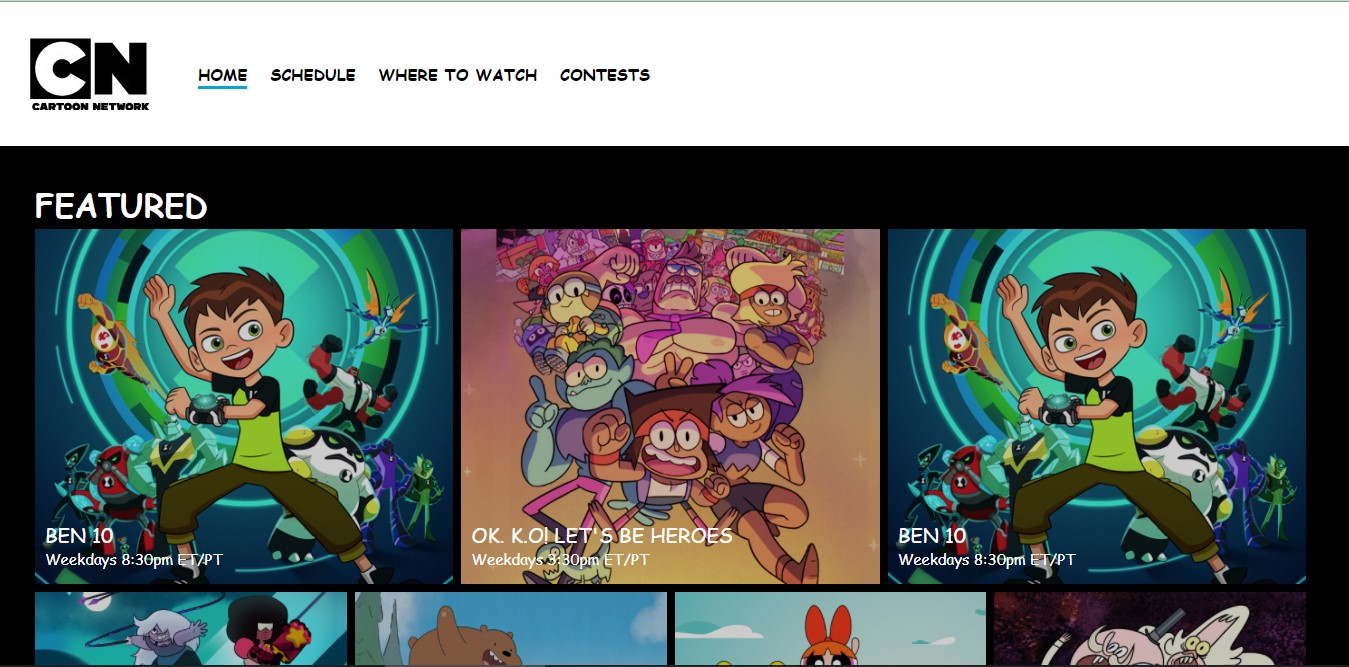 CN
CARTOON NETWORK
HOME SCHEDULE WHERE TO WATCH CONTESTS
FEATURED
BEN 10
Weekdays 8:30pm ET/PT
OK. K.O! LET'S BE HEROES
Weekdays 3:30pm ET/PT
BEN 10
Weekdays 8:30pm ET/PT